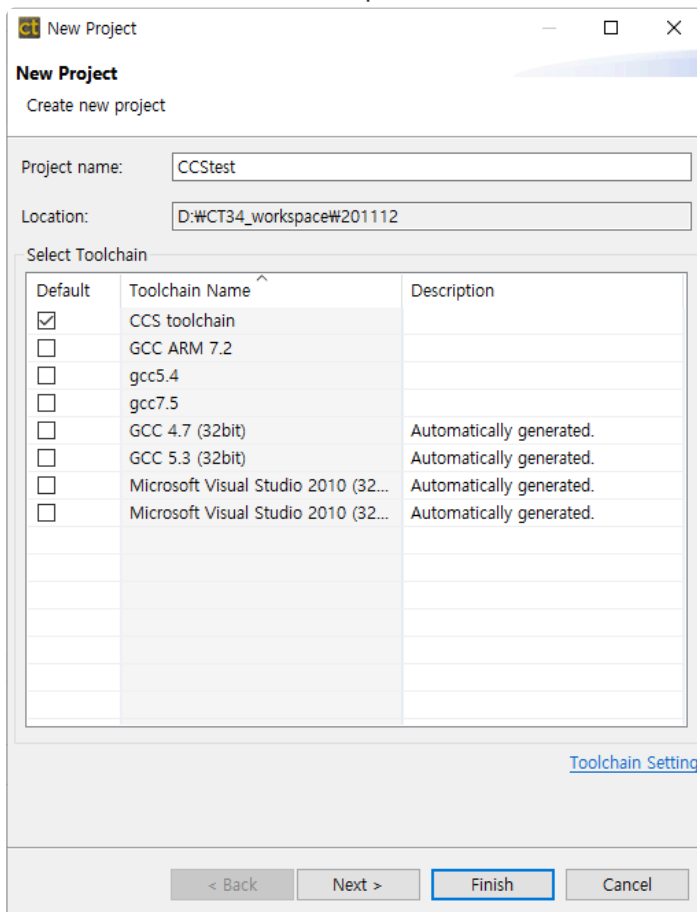 ct New Project
New Project
Create new project
Project name: CCStest
Location: D:₩CT34_workspace₩201112
Select Toolchain
Default Toolchain Name Description
CCS toolchain
GCC ARM 7.2
gcc5.4
gcc7.5
GCC 4.7 (32bit) Automatically generated.
GCC 5.3 (32bit) Automatically generated.
Microsoft Visual Studio 2010 (32... Automatically generated.
Microsoft Visual Studio 2010 (32... Automatically generated.
Toolchain Setting
< Back Next > Finish Cancel